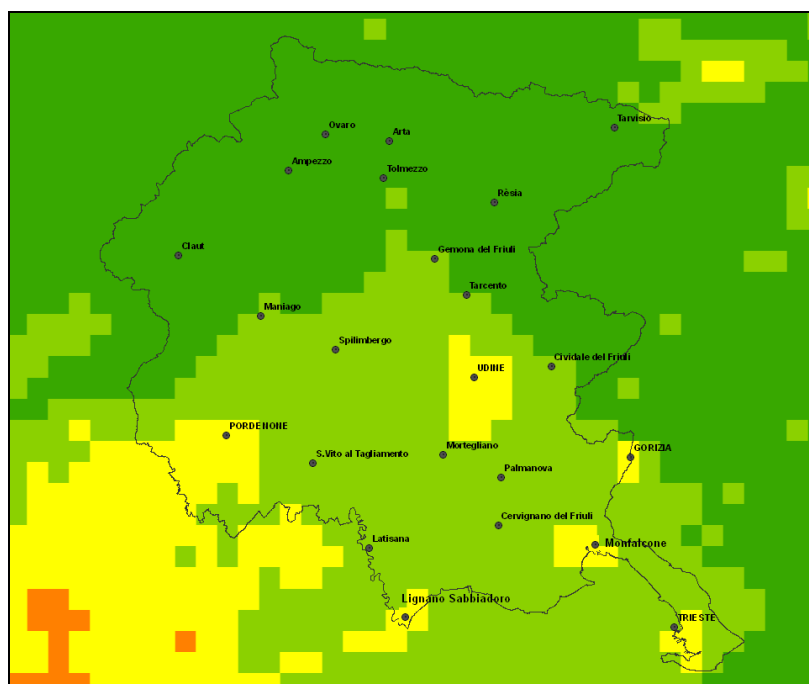 Tarvisio
Ovaro
Arta
Ampezzo
Tolmezzo
Rèsia
Claut
Gemona del Friuli
Tarcento
Maniago
Spilimbergo
Cividale del Friuli
UDINE
PORDENONE
S.Vito al Tagliamento
Mortegliano
GORIZIA
Palmanova
Cervignano del Friuli
Latisana
Monfalcone
Lignano Sabbiadoro
TRIESTE